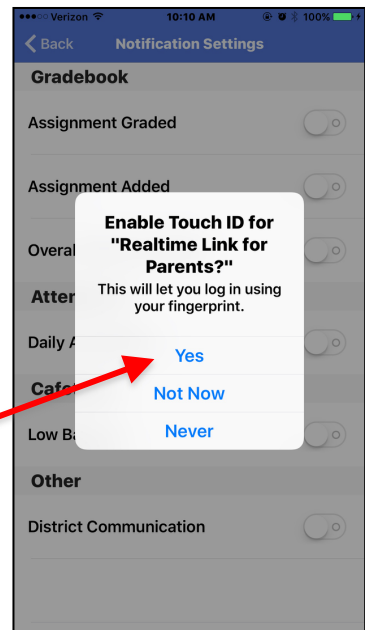 Verizon 10:10 AM 100%
Back Notification Settings
Gradebook
Assignment Graded
Assignment Added
Enable Touch ID for
"Realtime Link for
Parents?"
This will let you log in using
your fingerprint.
Yes
Not Now
Never
Overal
Atter
Daily A
Cafe
Low Ba
Other
District Communication